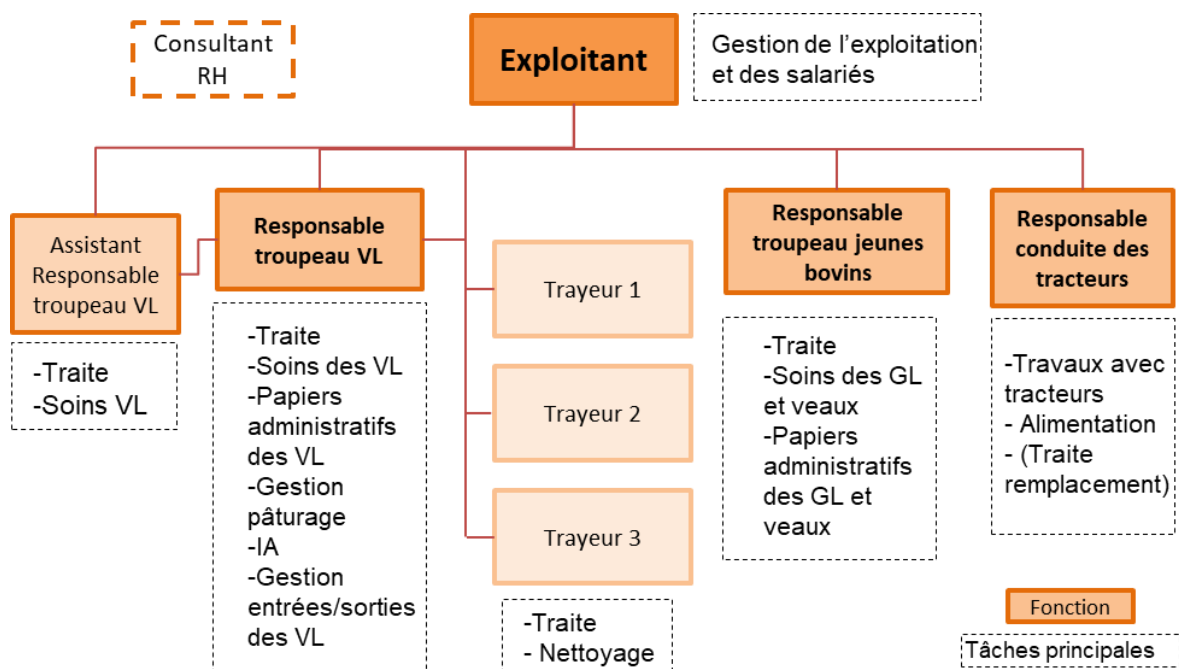 Consultant
RH
Exploitant
Gestion de l’exploitation
et des salariés
Assistant
Responsable
troupeau VL
-Traite
-Soins VL
Responsable
troupeau VL
-Traite
-Soins des VL
-Papiers
administratifs
des VL
-Gestion
pâturage
-IA
-Gestion
entrées/sorties
des VL
Trayeur 1
Trayeur 2
Trayeur 3
-Traite
- Nettoyage
Responsable
troupeau jeunes
bovins
-Traite
-Soins des GL
et veaux
-Papiers
administratifs
des GL et
veaux
Responsable
conduite des
tracteurs
-Travaux avec
tracteurs
- Alimentation
- (Traite
remplacement)
Fonction
Tâches principales